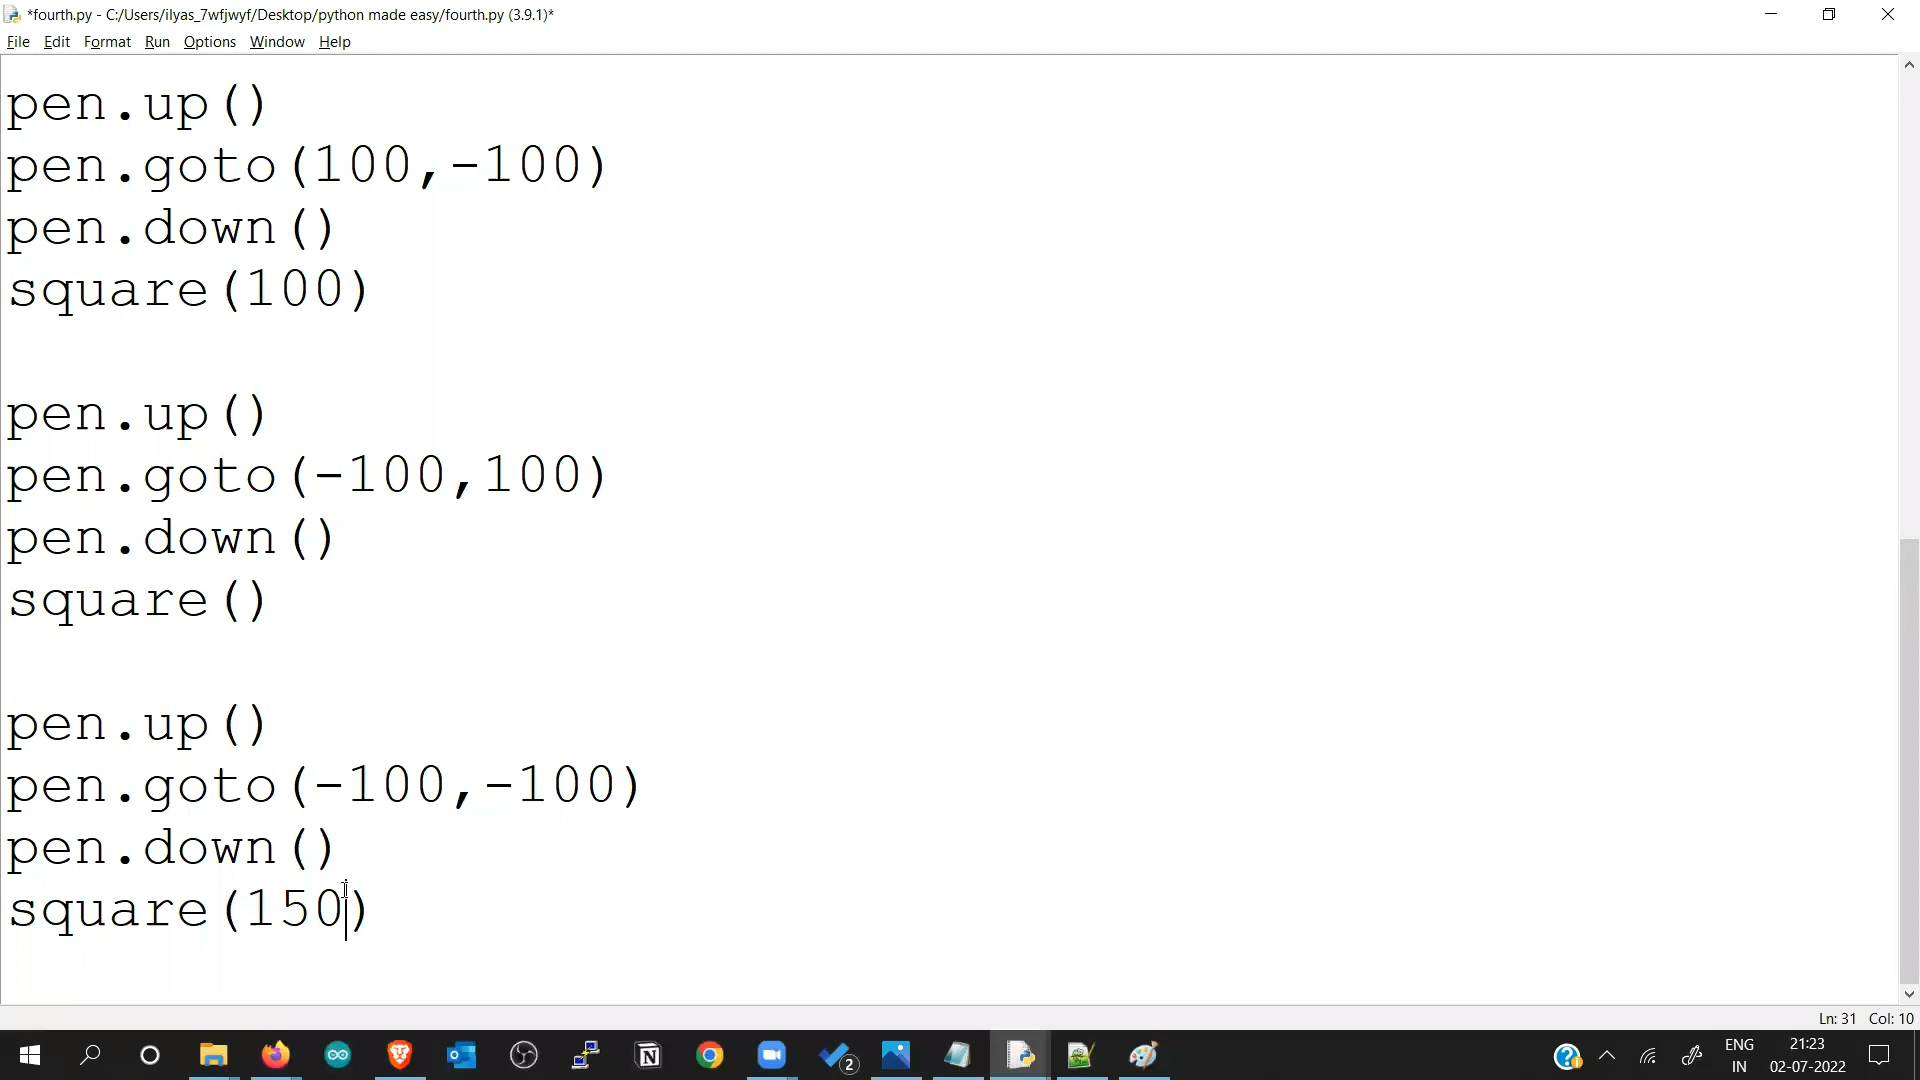 *fourth.py - C:/Users/ilyas_7wfjwyf/Desktop/python made easy/fourth.py (3.9.1)*
File Edit Format Run Options Window Help
pen.up()
pen.goto(100,-100)
pen.down()
square(100)
pen.up()
pen.goto(-100,100)
pen.down()
square()
pen.up()
pen.goto(-100,-100)
pen.down()
square(150)
Ln: 31 Col: 10
2
ENG
IN
21:23
02-07-2022